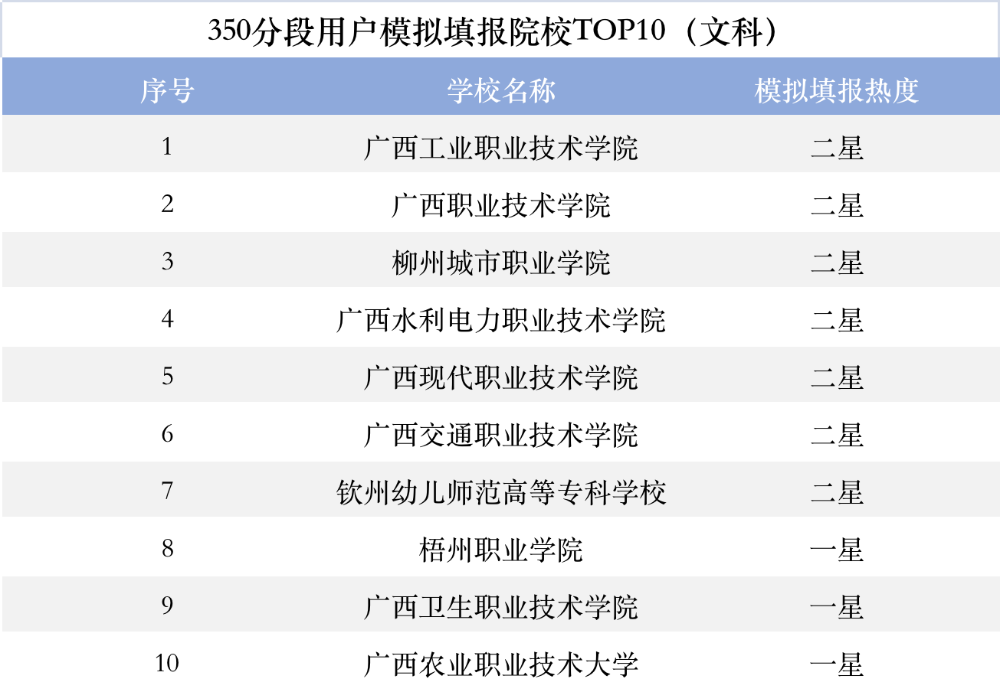 350分段用户模拟填报院校TOP10（文科）
序号 学校名称 模拟填报热度
1 广西工业职业技术学院 二星
2 广西职业技术学院 二星
3 柳州城市职业学院 二星
4 广西水利电力职业技术学院 二星
5 广西现代职业技术学院 二星
6 广西交通职业技术学院 二星
7 钦州幼儿师范高等专科学校 二星
8 梧州职业学院 一星
9 广西卫生职业技术学院 一星
10 广西农业职业技术大学 一星